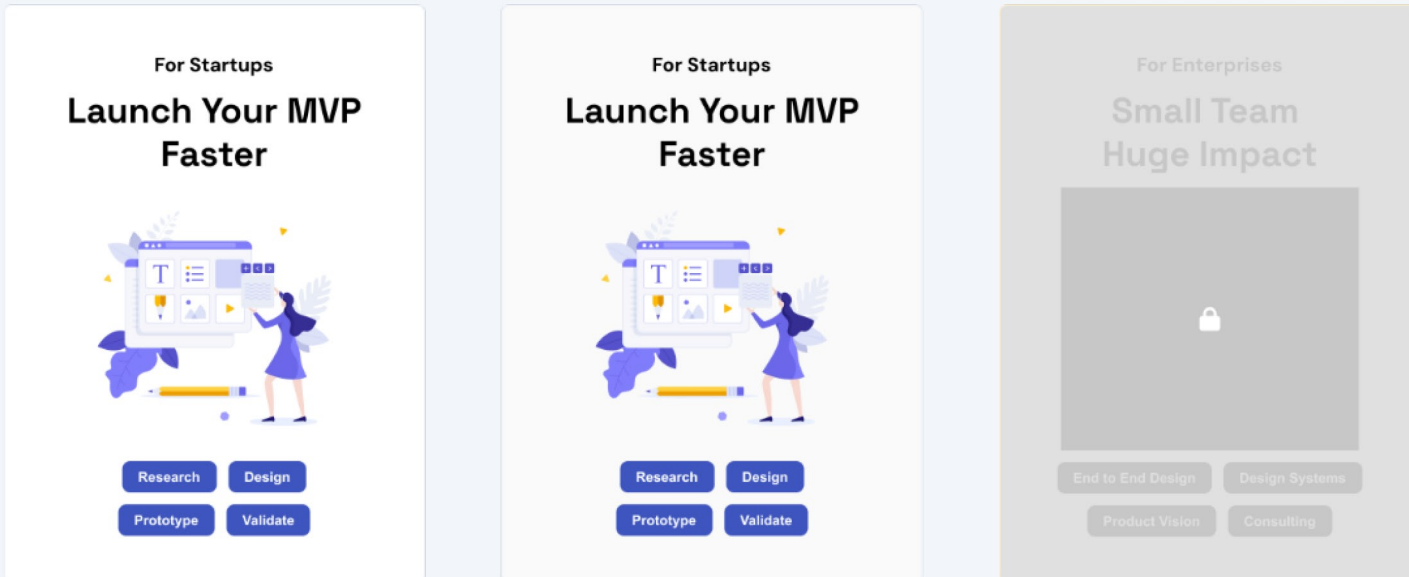 For Startups
Launch Your MVP
Faster
T
Research Design
Prototype Validate
For Startups
Launch Your MVP
Faster
T
Research Design
Prototype Validate
For Enterprises
Small Team
Huge Impact
End to End Design Design Systems
Product Vision Consulting